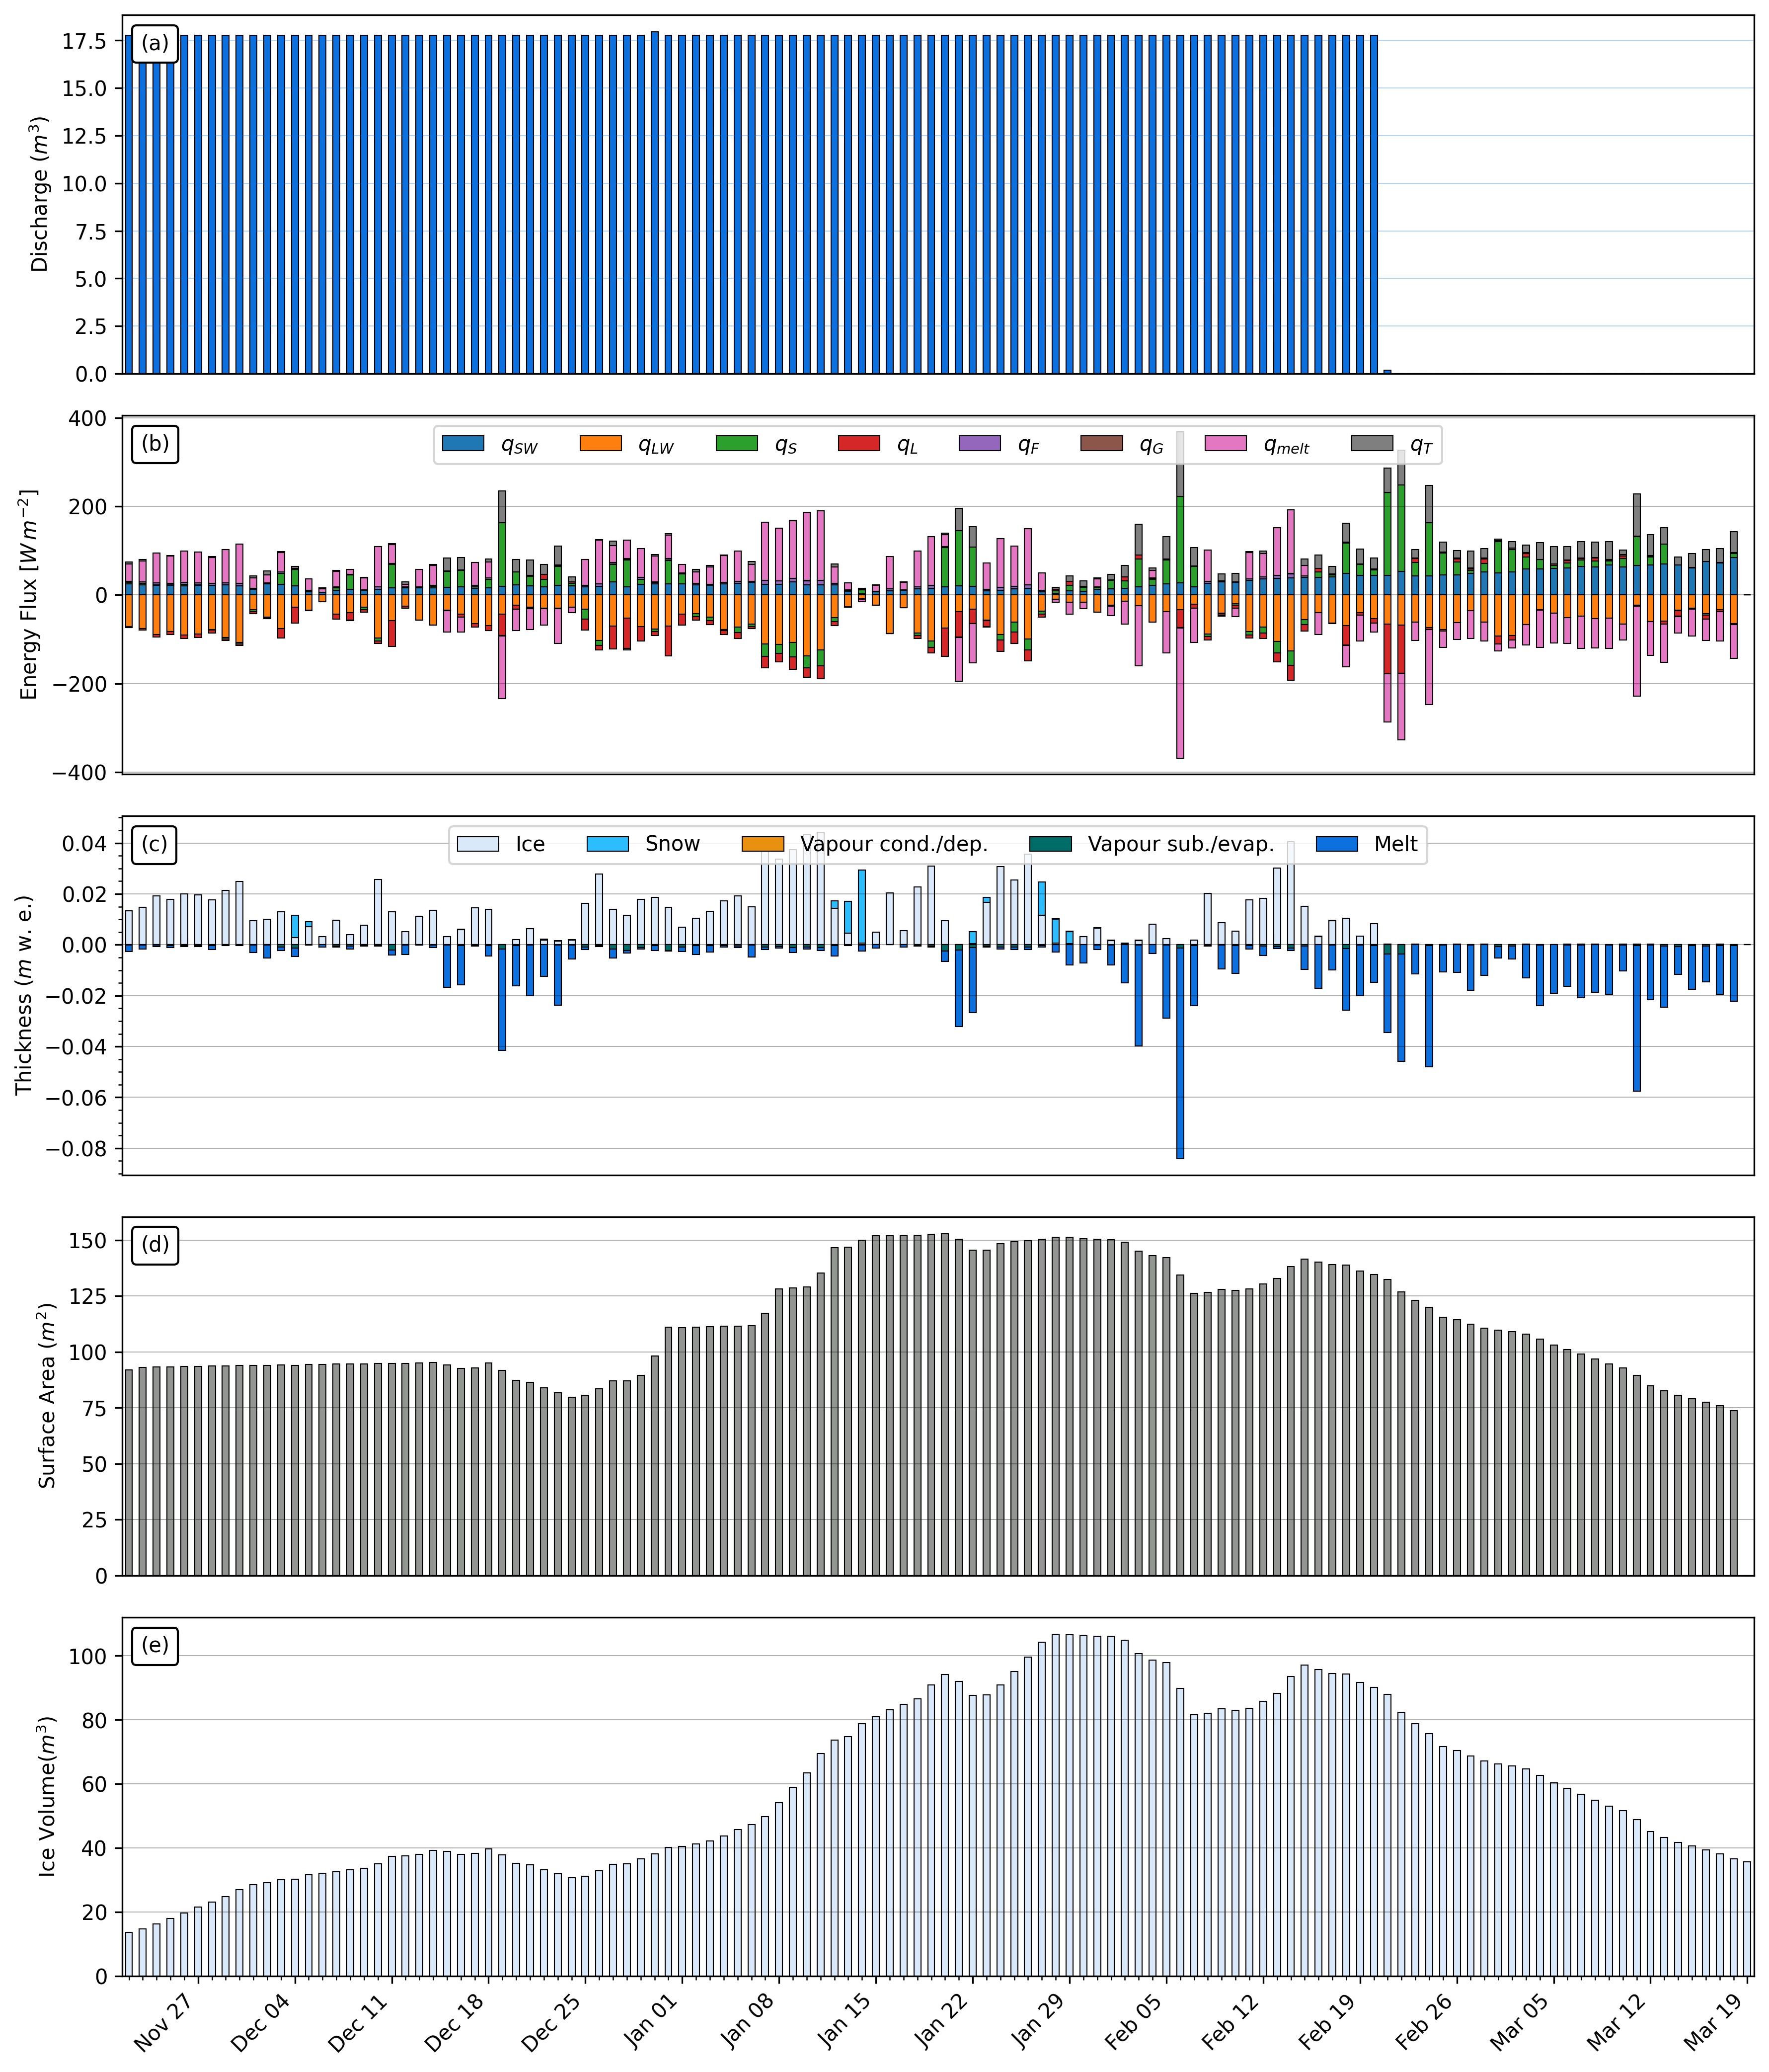 (a)
Discharge (m³)
17.5
15.0
12.5
10.0
7.5
5.0
2.5
0.0
(b)
q_SW q_LW q_S q_L q_F q_G q_melt q_T
Energy Flux [W m⁻²]
400
200
0
−200
−400
(c)
Ice Snow Vapour cond./dep. Vapour sub./evap. Melt
Thickness (m w. e.)
0.04
0.02
0.00
−0.02
−0.04
−0.06
−0.08
(d)
Surface Area (m²)
150
125
100
75
50
25
0
(e)
Ice Volume(m³)
100
80
60
40
20
0
Nov 27 Dec 04 Dec 11 Dec 18 Dec 25 Jan 01 Jan 08 Jan 15 Jan 22 Jan 29 Feb 05 Feb 12 Feb 19 Feb 26 Mar 05 Mar 12 Mar 19